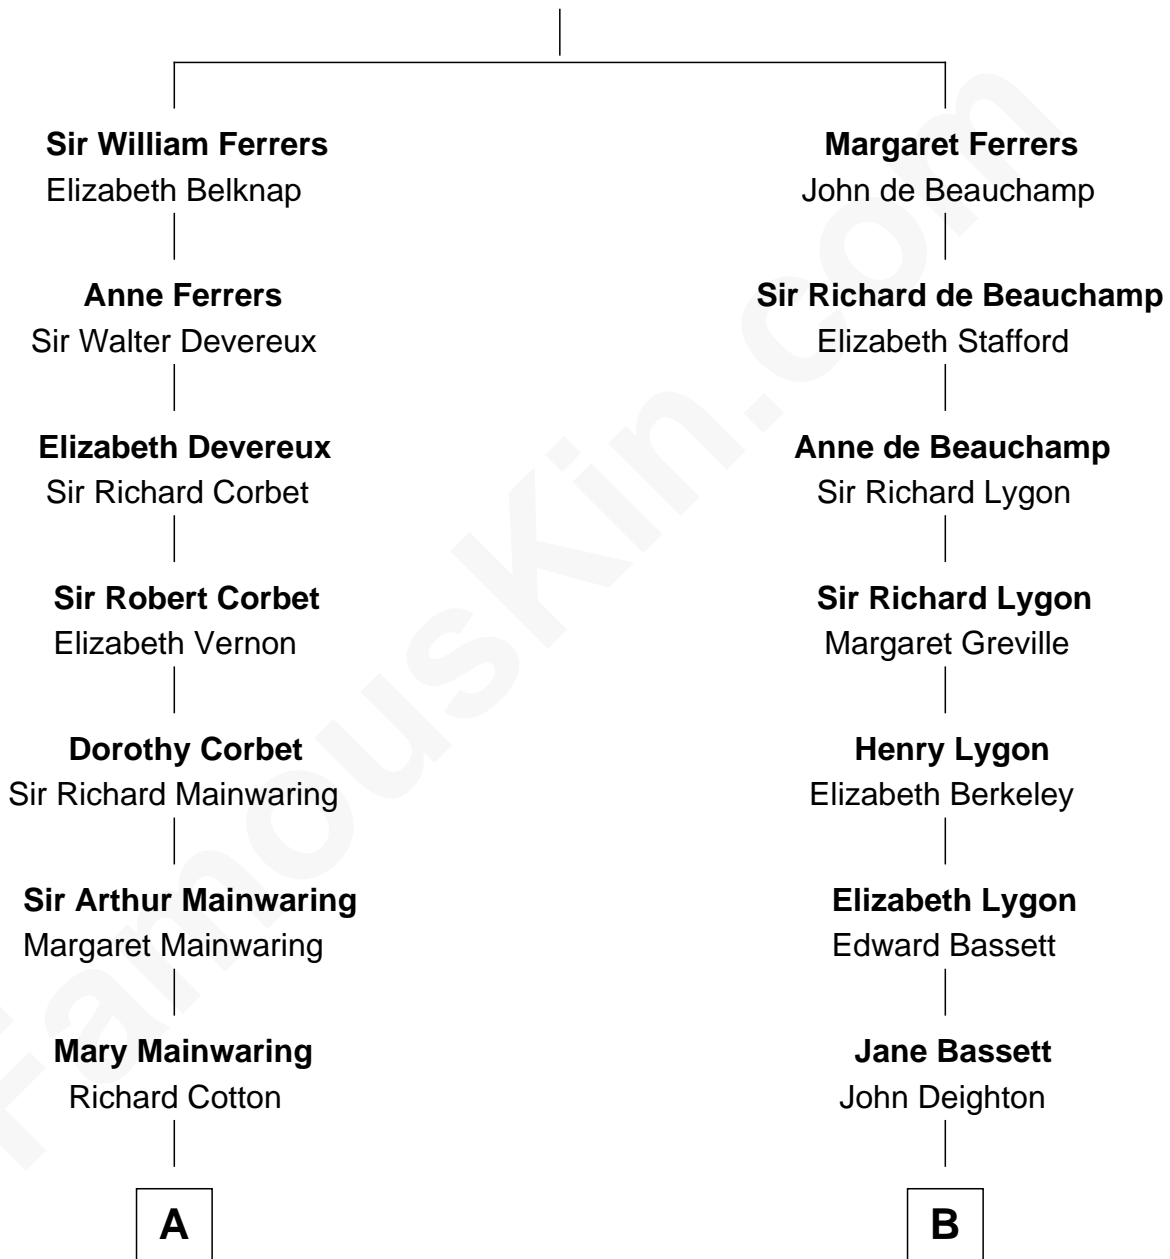 Sir William Ferrers
Elizabeth Belknap
Anne Ferrers
Sir Walter Devereux
Elizabeth Devereux
Sir Richard Corbet
Sir Robert Corbet
Elizabeth Vernon
Dorothy Corbet
Sir Richard Mainwaring
Sir Arthur Mainwaring
Margaret Mainwaring
Mary Mainwaring
Richard Cotton
A
Margaret Ferrers
John de Beauchamp
Sir Richard de Beauchamp
Elizabeth Stafford
Anne de Beauchamp
Sir Richard Lygon
Sir Richard Lygon
Margaret Greville
Henry Lygon
Elizabeth Berkeley
Elizabeth Lygon
Edward Bassett
Jane Bassett
John Deighton
B
FamousKin.com